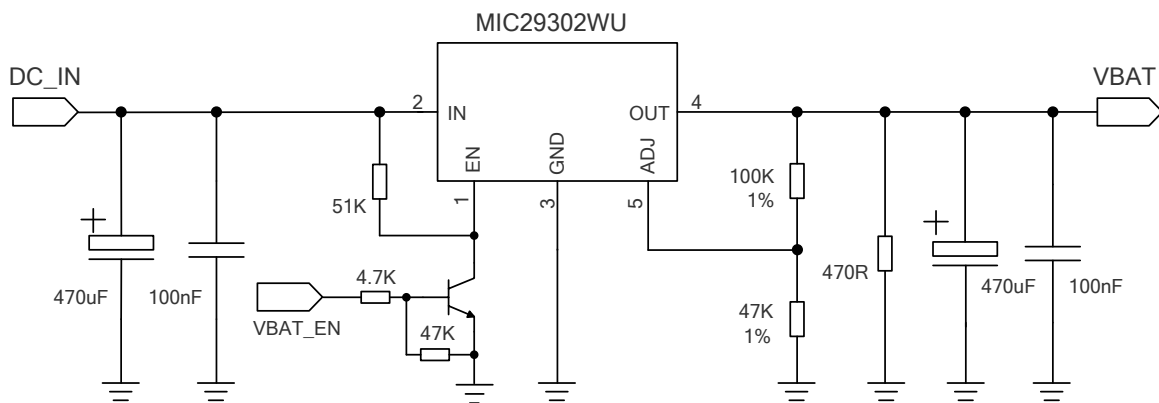 MIC29302WU
DC_IN
VBAT
2
IN
OUT
4
EN
GND
ADJ
1
3
5
51K
100K
1%
470uF
100nF
4.7K
VBAT_EN
47K
470R
47K
1%
470uF
100nF